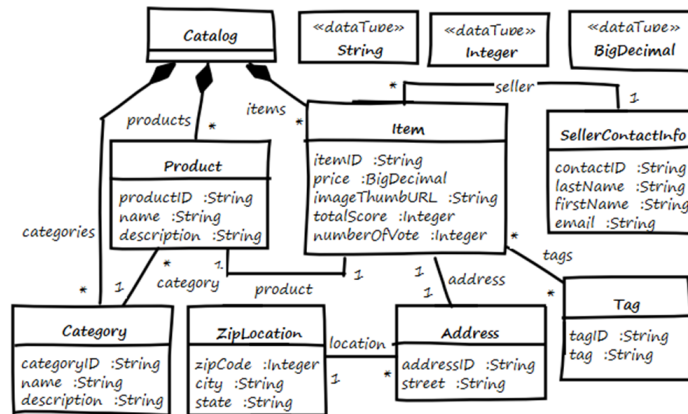 Catalog
«dataType»
String
«dataType»
Integer
«dataType»
BigDecimal
products
*
items
*
*
seller
1
Item
itemID :String
price :BigDecimal
imageThumbURL :String
totalScore :Integer
numberOfVote :Integer
SellerContactInfo
contactID :String
lastName :String
firstName :String
email :String
Product
productID :String
name :String
description :String
categories
*
1
*
category
1
product
1
1
address
1
*
tags
*
Category
categoryID :String
name :String
description :String
ZipLocation
zipCode :Integer
city :String
state :String
location
1
*
Address
addressID :String
street :String
Tag
tagID :String
tag :String